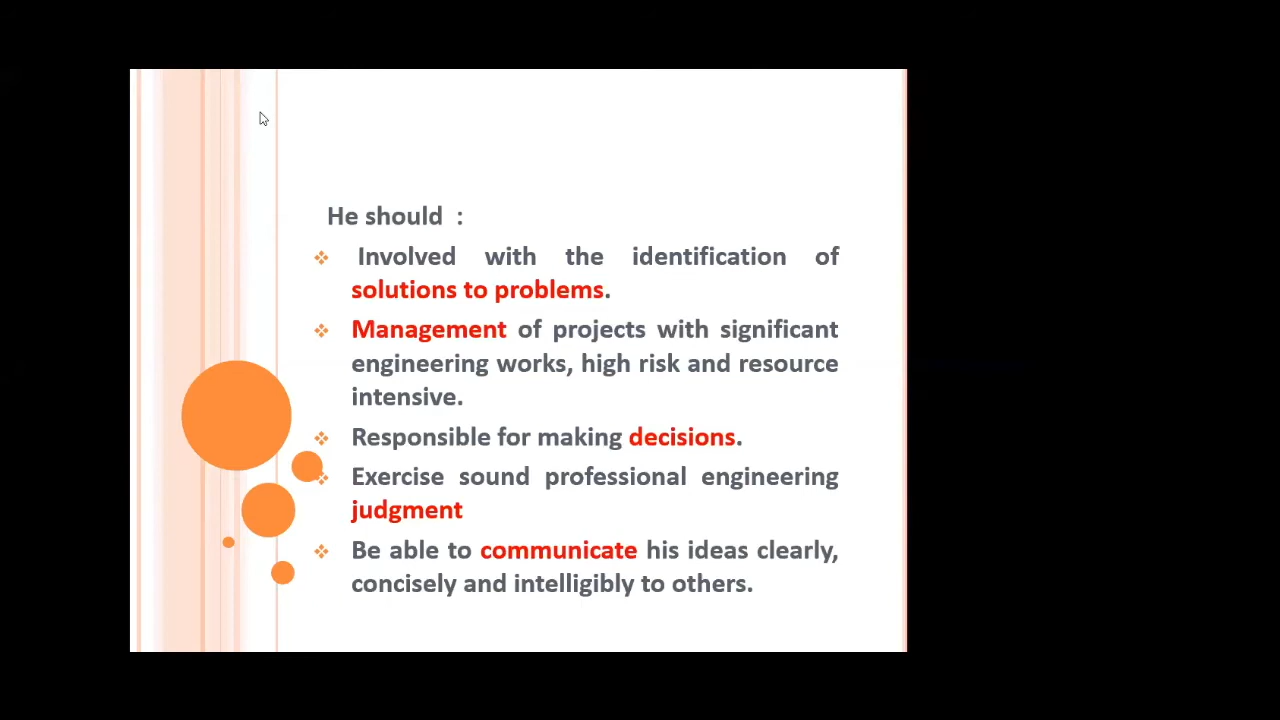 He should :
Involved with the identification of
solutions to problems.
Management of projects with significant
engineering works, high risk and resource
intensive.
Responsible for making decisions.
Exercise sound professional engineering
judgment
Be able to communicate his ideas clearly,
concisely and intelligibly to others.